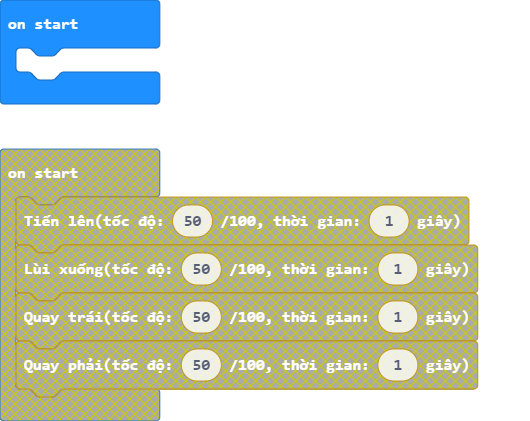 on start
on start
Tiến lên(tốc độ: 50 /100, thời gian: 1 giây)
Lùi xuống(tốc độ: 50 /100, thời gian: 1 giây)
Quay trái(tốc độ: 50 /100, thời gian: 1 giây)
Quay phải(tốc độ: 50 /100, thời gian: 1 giây)